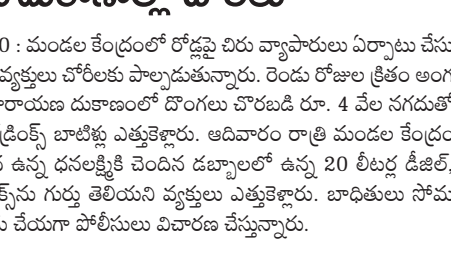 0 : మండల కేంద్రంలో రోడ్లపై చిరు వ్యాపారులు ఏర్పాటు చేసు
వ్యక్తులు చోరీలకు పాల్పడుతున్నారు. రెండు రోజుల క్రితం అంగ
ారాయణ దుకాణంలో దొంగలు చొరబడి రూ. 4 వేల నగదుతో
డ్రింక్స్ బాటిళ్లు ఎత్తుకెళ్లారు. ఆదివారం రాత్రి మండల కేంద్రం
ఉన్న ధనలక్ష్మికి చెందిన డబ్బాలలో ఉన్న 20 లీటర్ల డీజిల్,
క్స్‌ను గుర్తు తెలియని వ్యక్తులు ఎత్తుకెళ్లారు. బాధితులు సోమ
ు చేయగా పోలీసులు విచారణ చేస్తున్నారు.